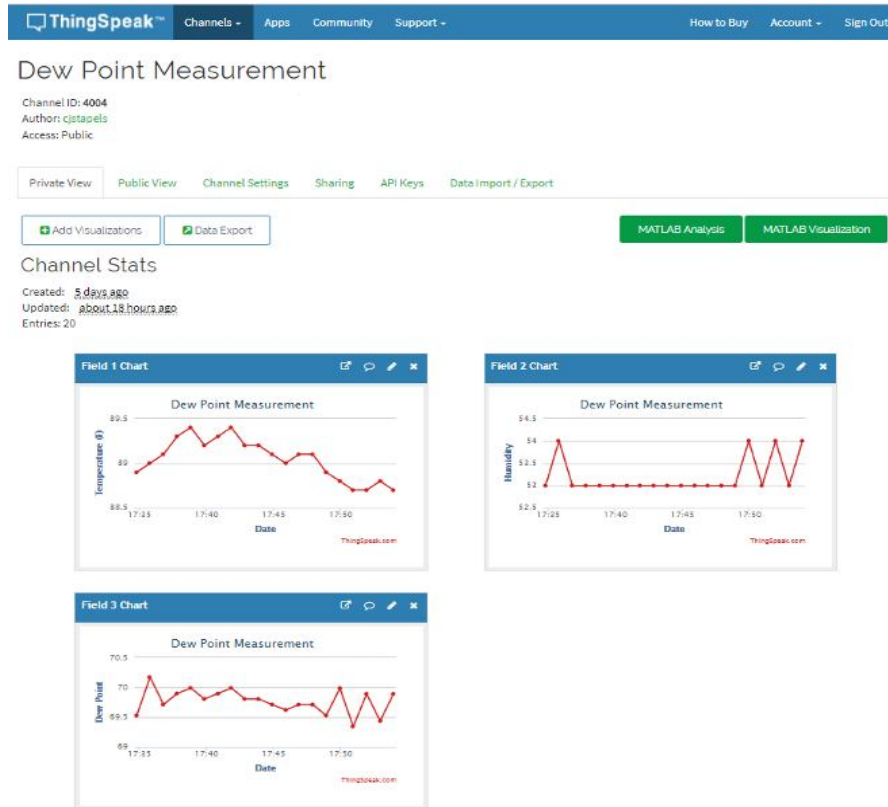 ThingSpeak™ Channels Apps Community Support How to Buy Account Sign Out
Dew Point Measurement
Channel ID: 4004
Author: cjstapels
Access: Public
Private View Public View Channel Settings Sharing API Keys Data Import / Export
Add Visualizations Data Export MATLAB Analysis MATLAB Visualization
Channel Stats
Created: 5 days ago
Updated: about 18 hours ago
Entries: 20
Field 1 Chart
Dew Point Measurement
89.5
89
88.5
Temperature (F)
17:35 17:40 17:45 17:50
Date
ThingSpeak.com
Field 2 Chart
Dew Point Measurement
54.5
54
52.5
52
52.5
Humidity
17:40 17:45 17:50
Date
ThingSpeak.com
Field 3 Chart
Dew Point Measurement
70.5
70
69.5
69
Dew Point
17:35 17:40 17:45 17:50
Date
ThingSpeak.com